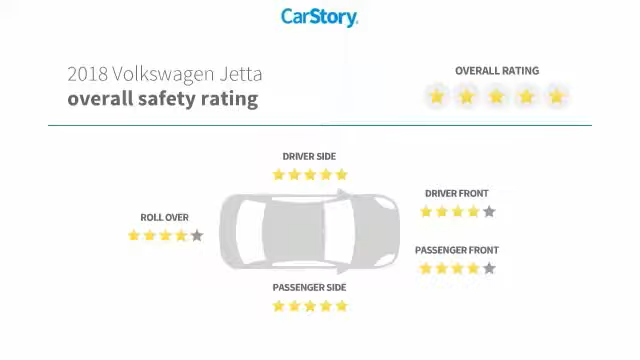 CarStory.
2018 Volkswagen Jetta
overall safety rating
OVERALL RATING
DRIVER SIDE
DRIVER FRONT
ROLL OVER
PASSENGER FRONT
PASSENGER SIDE